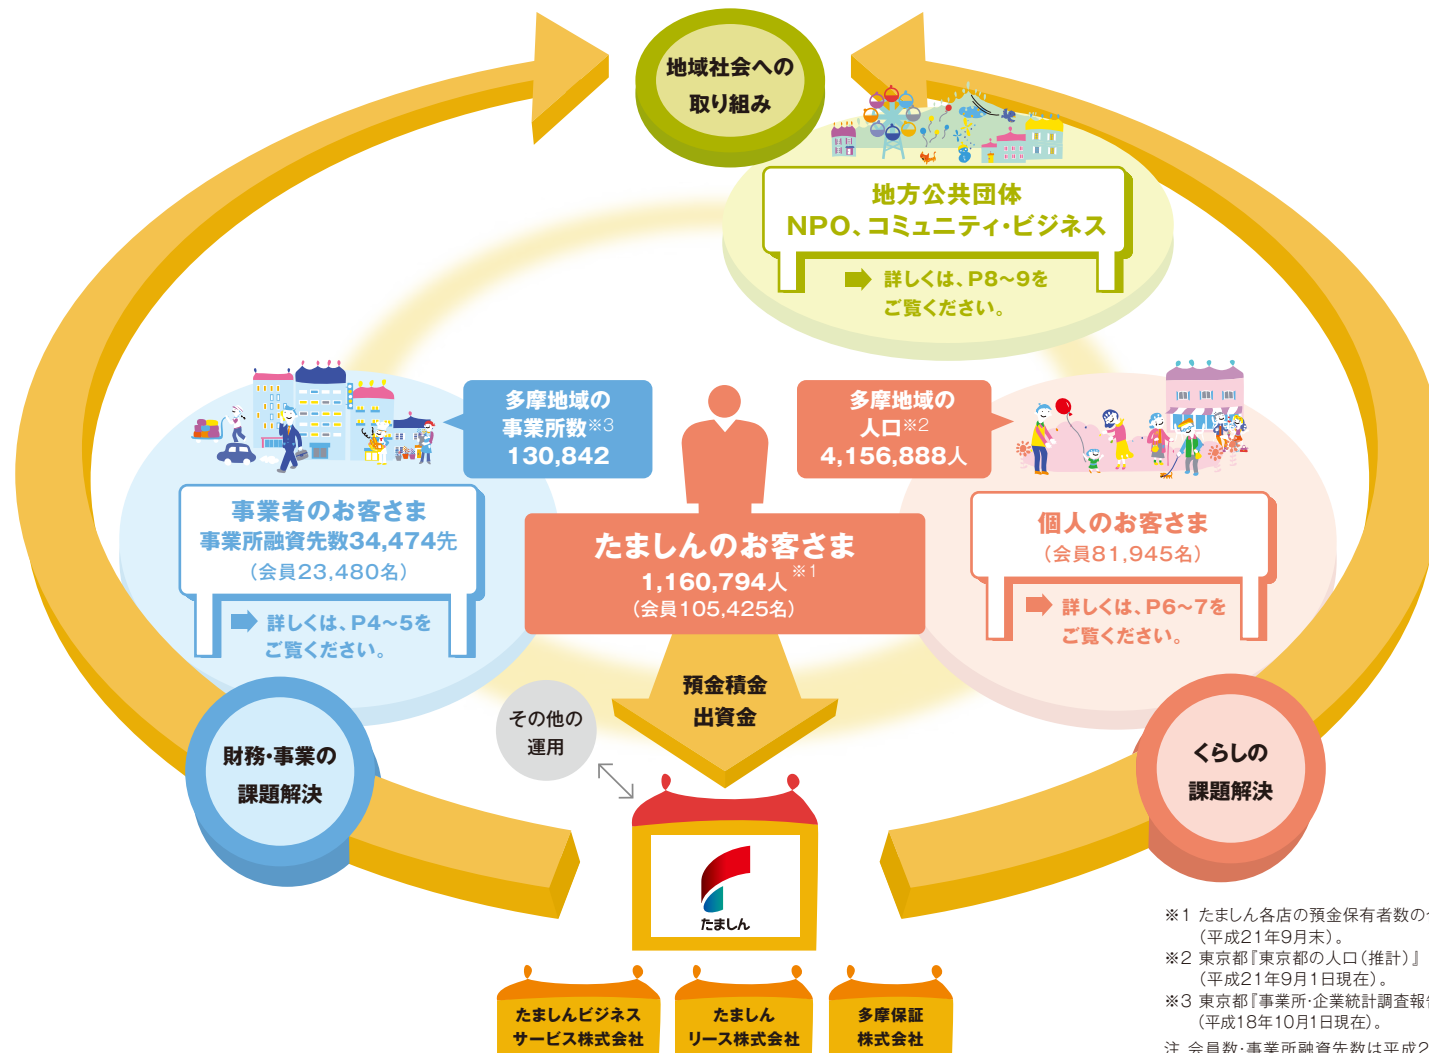 地域社会への
取り組み
地方公共団体
NPO、コミュニティ・ビジネス
詳しくは、P8～9を
ご覧ください。
多摩地域の
事業所数※3
130,842
多摩地域の
人口※2
4,156,888人
事業者のお客さま
事業所融資先数34,474先
(会員23,480名)
詳しくは、P4～5を
ご覧ください。
たましんのお客さま
1,160,794人※1
(会員105,425名)
個人のお客さま
(会員81,945名)
詳しくは、P6～7を
ご覧ください。
預金積金
出資金
その他の
運用
財務・事業の
課題解決
くらしの
課題解決
たましん
たましんビジネス
サービス株式会社
たましん
リース株式会社
多摩保証
株式会社
※1 たましん各店の預金保有者数の
(平成21年9月末)。
※2 東京都『東京都の人口(推計)』
(平成21年9月1日現在)。
※3 東京都『事業所・企業統計調査報
(平成18年10月1日現在)。
注 会員数・事業所融資先数は平成2